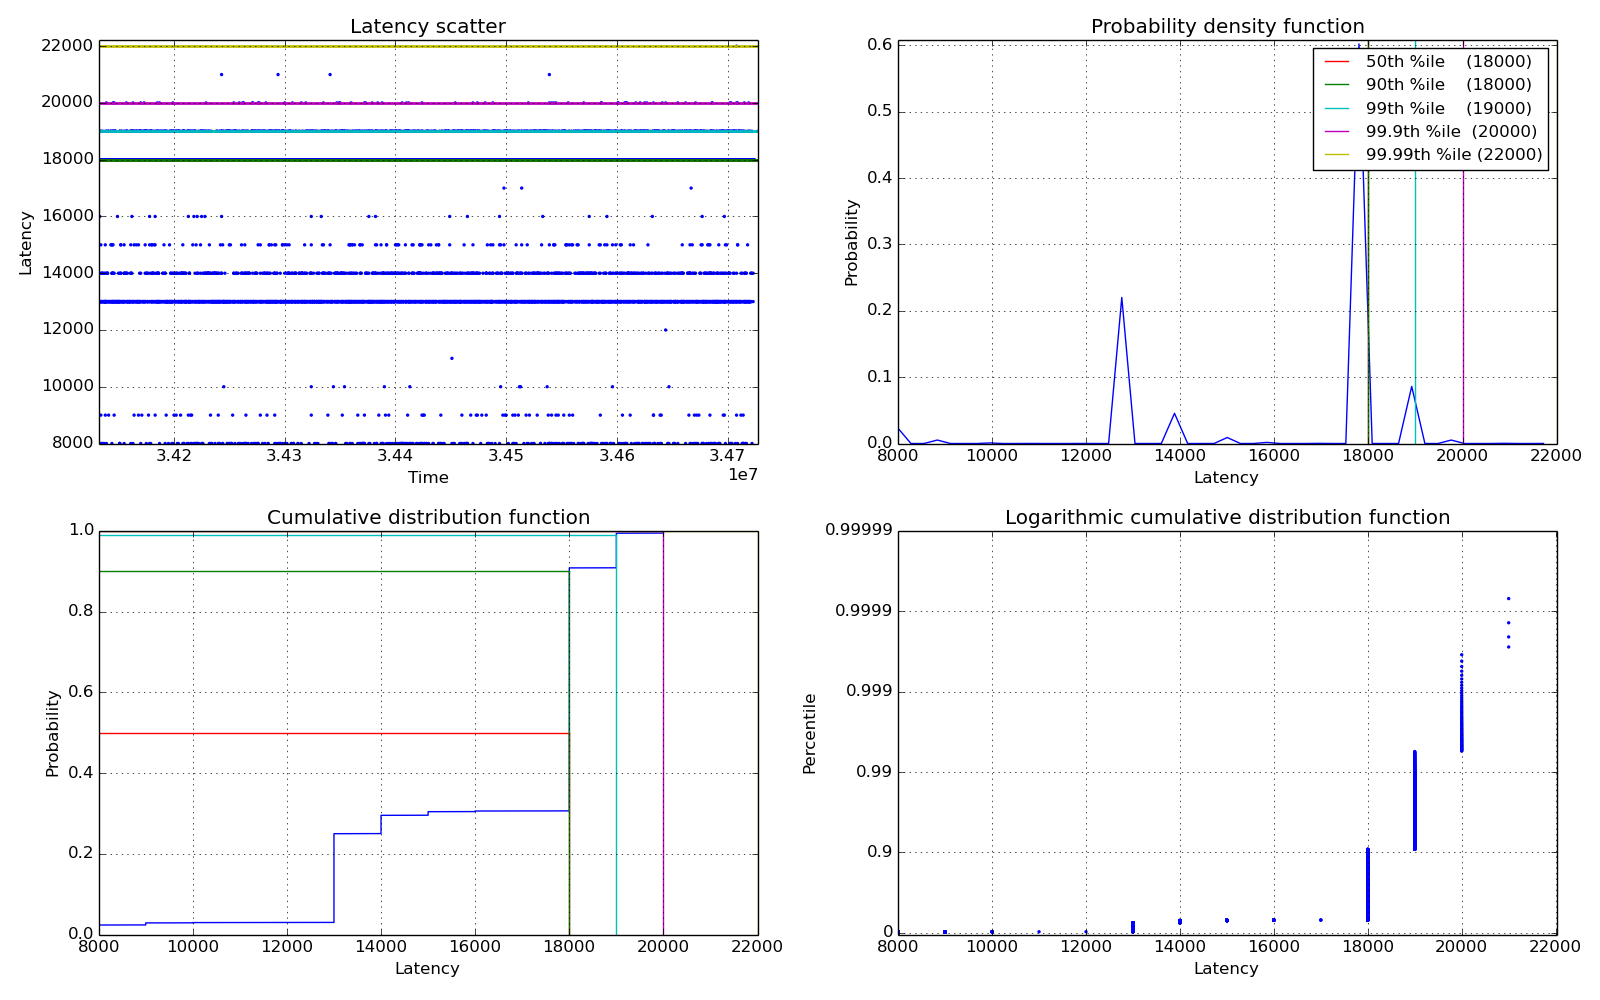 Latency scatter
22000
20000
18000
16000
14000
12000
10000
8000
Latency
3.42 3.43 3.44 3.45 3.46 3.47
1e7
Time
Probability density function
0.6
0.5
0.4
0.3
0.2
0.1
0.0
Probability
50th %ile (18000)
90th %ile (18000)
99th %ile (19000)
99.9th %ile (20000)
99.99th %ile (22000)
8000 10000 12000 14000 16000 18000 20000 22000
Latency
Cumulative distribution function
1.0
0.8
0.6
0.4
0.2
0.0
Probability
8000 10000 12000 14000 16000 18000 20000 22000
Latency
Logarithmic cumulative distribution function
0.99999
0.9999
0.999
0.99
0.9
0
Percentile
8000 10000 12000 14000 16000 18000 20000 22000
Latency